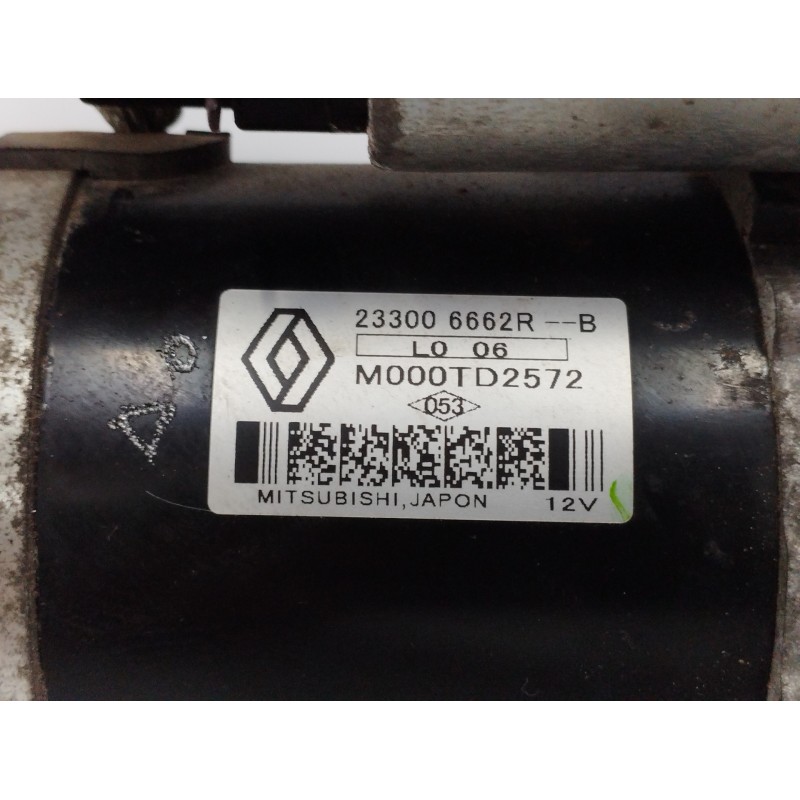 23300 6662R --B
L0 06
M000TD2572
053
MITSUBISHI, JAPON 12V